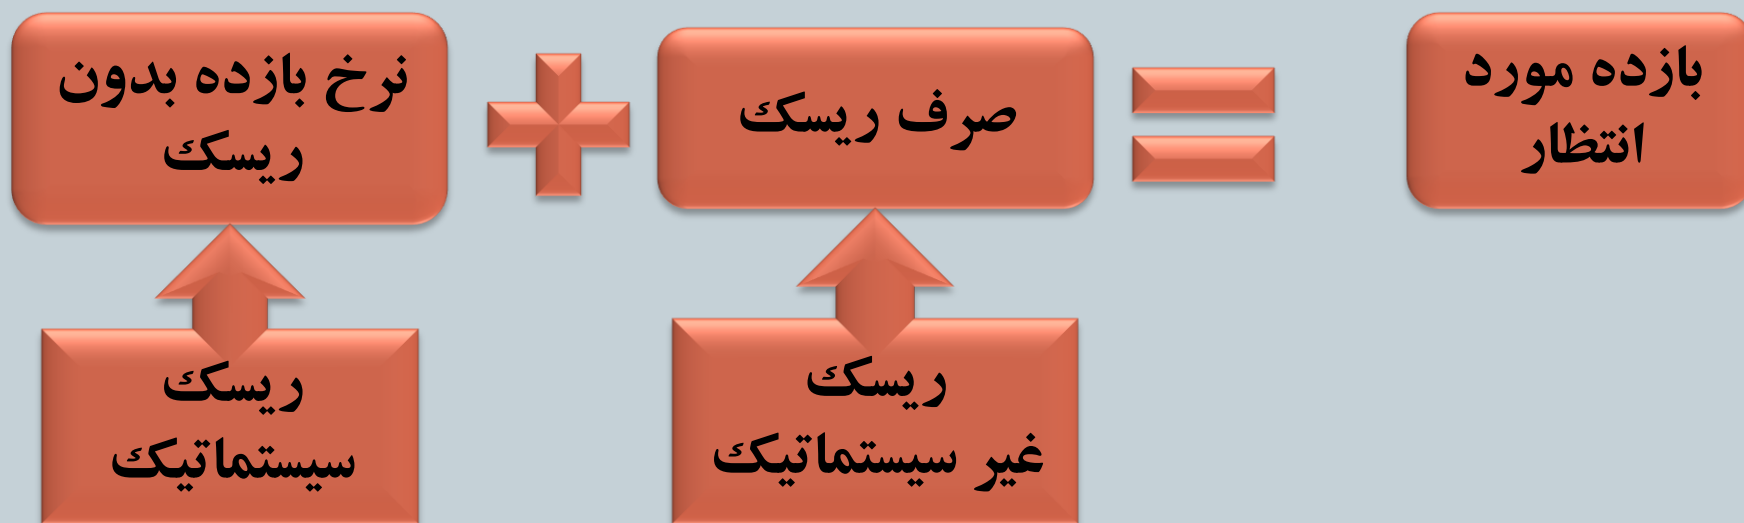 نرخ بازده بدون
ریسک
+
صرف ریسک
=
بازده مورد
انتظار
ریسک
سیستماتیک
ریسک
غیر سیستماتیک